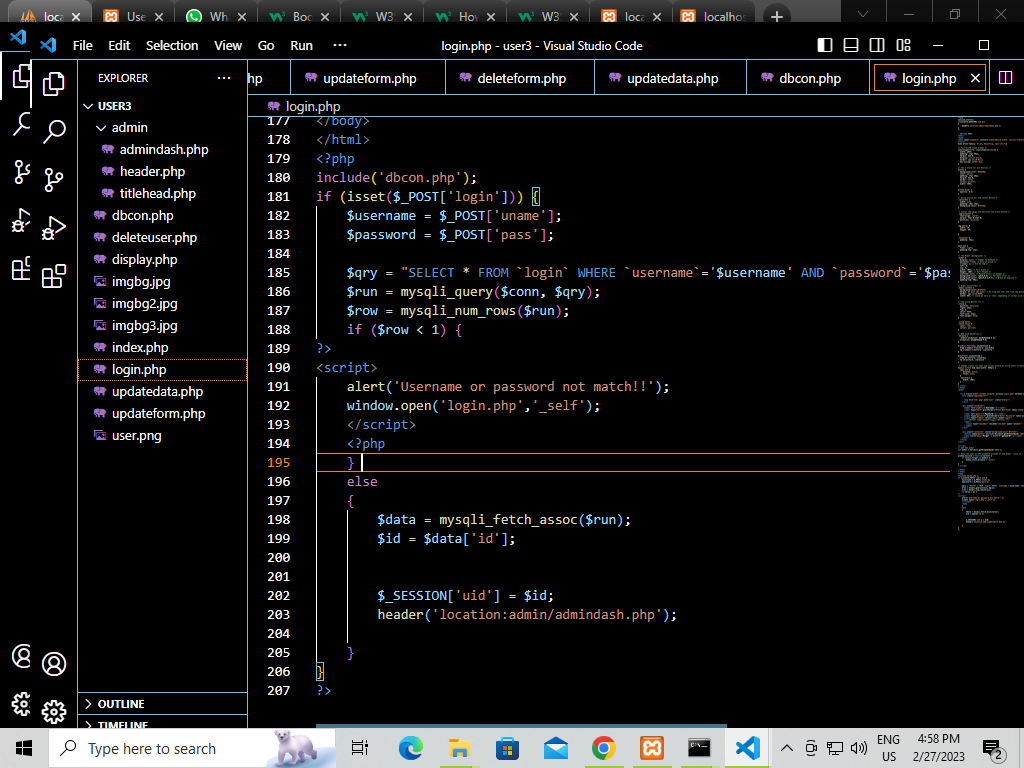 loca
Use
Wh
Boo
W3
Ho
W3
loca
localhos
File Edit Selection View Go Run ···
login.php - user3 - Visual Studio Code
EXPLORER ···
hp
updateform.php
deleteform.php
updatedata.php
dbcon.php
login.php
USER3
admin
admindash.php
header.php
titlehead.php
dbcon.php
deleteuser.php
display.php
imgbg.jpg
imgbg2.jpg
imgbg3.jpg
index.php
login.php
updatedata.php
updateform.php
user.png
OUTLINE
TIMELINE
login.php
177 </body>
178 </html>
179 <?php
180 include('dbcon.php');
181 if (isset($_POST['login'])) {
182 $username = $_POST['uname'];
183 $password = $_POST['pass'];
184
185 $qry = "SELECT * FROM `login` WHERE `username`='$username' AND `password`='$pas
186 $run = mysqli_query($conn, $qry);
187 $row = mysqli_num_rows($run);
188 if ($row < 1) {
189 ?>
190 <script>
191 alert('Username or password not match!!');
192 window.open('login.php','_self');
193 </script>
194 <?php
195 }
196 else
197 {
198 $data = mysqli_fetch_assoc($run);
199 $id = $data['id'];
200
201
202 $_SESSION['uid'] = $id;
203 header('location:admin/admindash.php');
204
205 }
206 }
207 ?>
Type here to search
ENG
US
4:58 PM
2/27/2023
2